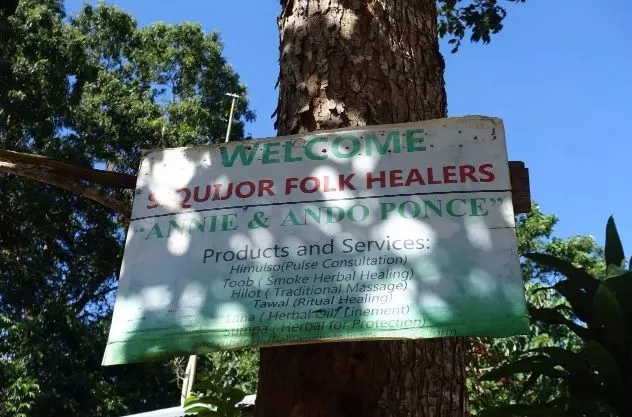 WELCOME
SIQUIJOR FOLK HEALERS
"ANNIE & ANDO PONCE"
Products and Services:
Himulso(Pulse Consultation)
Toob ( Smoke Herbal Healing)
Hilot ( Traditional Massage)
Tawal (Ritual Healing)
Lana ( Herbal Oil/ Linement)
Sumpa ( Herbal for Protection)